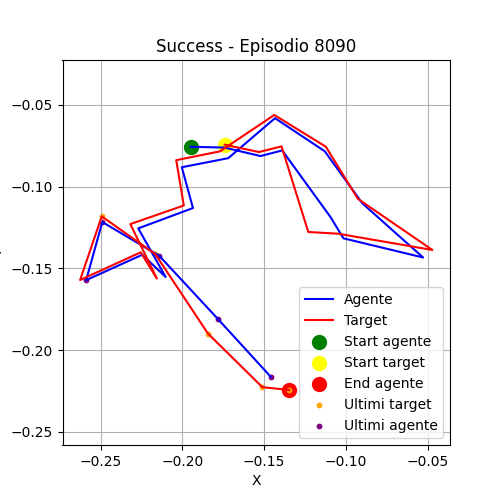 Success - Episodio 8090
−0.05
−0.10
−0.15
−0.20
−0.25
Agente
Target
Start agente
Start target
End agente
Ultimi target
Ultimi agente
−0.25 −0.20 −0.15 −0.10 −0.05
X